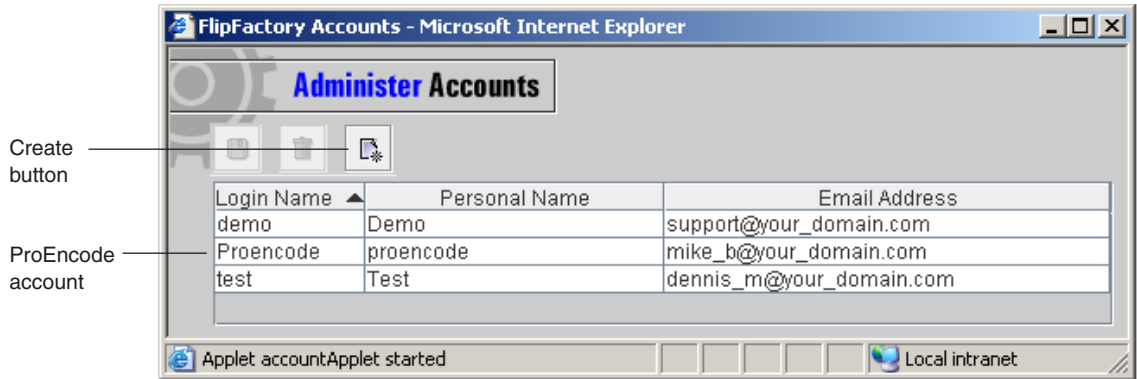 FlipFactory Accounts - Microsoft Internet Explorer
Administer Accounts
Create
button
Login Name Personal Name Email Address
demo Demo support@your_domain.com
ProEncode
account
Proencode proencode mike_b@your_domain.com
test Test dennis_m@your_domain.com
Applet accountApplet started Local intranet